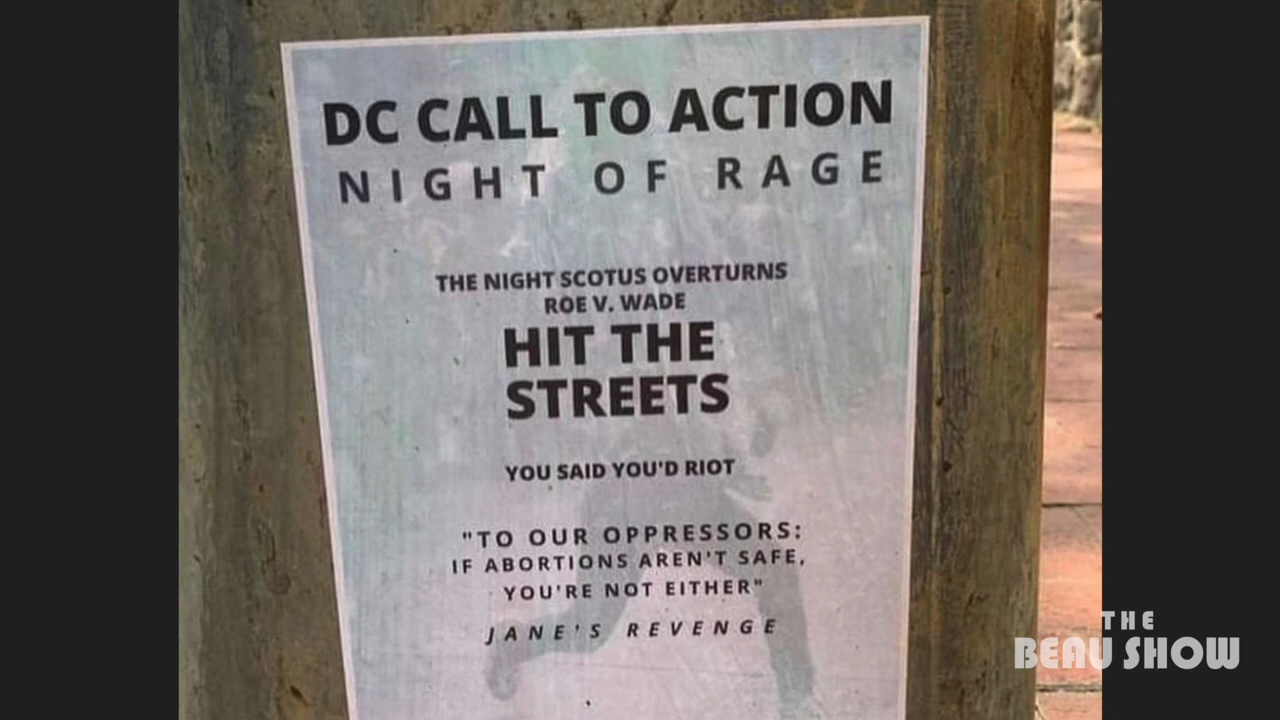 DC CALL TO ACTION
NIGHT OF RAGE
THE NIGHT SCOTUS OVERTURNS
ROE V. WADE
HIT THE
STREETS
YOU SAID YOU'D RIOT
"TO OUR OPPRESSORS:
IF ABORTIONS AREN'T SAFE,
YOU'RE NOT EITHER"
JANE'S REVENGE
THE
BEAU SHOW